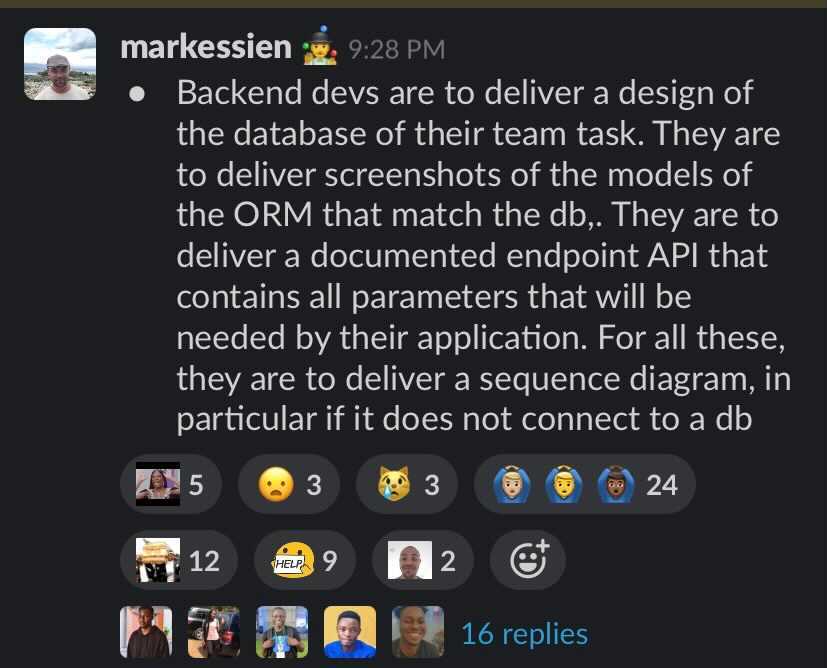 markessien 9:28 PM
• Backend devs are to deliver a design of
the database of their team task. They are
to deliver screenshots of the models of
the ORM that match the db,. They are to
deliver a documented endpoint API that
contains all parameters that will be
needed by their application. For all these,
they are to deliver a sequence diagram, in
particular if it does not connect to a db
5 3 3 24
12 HELP 9 2
16 replies